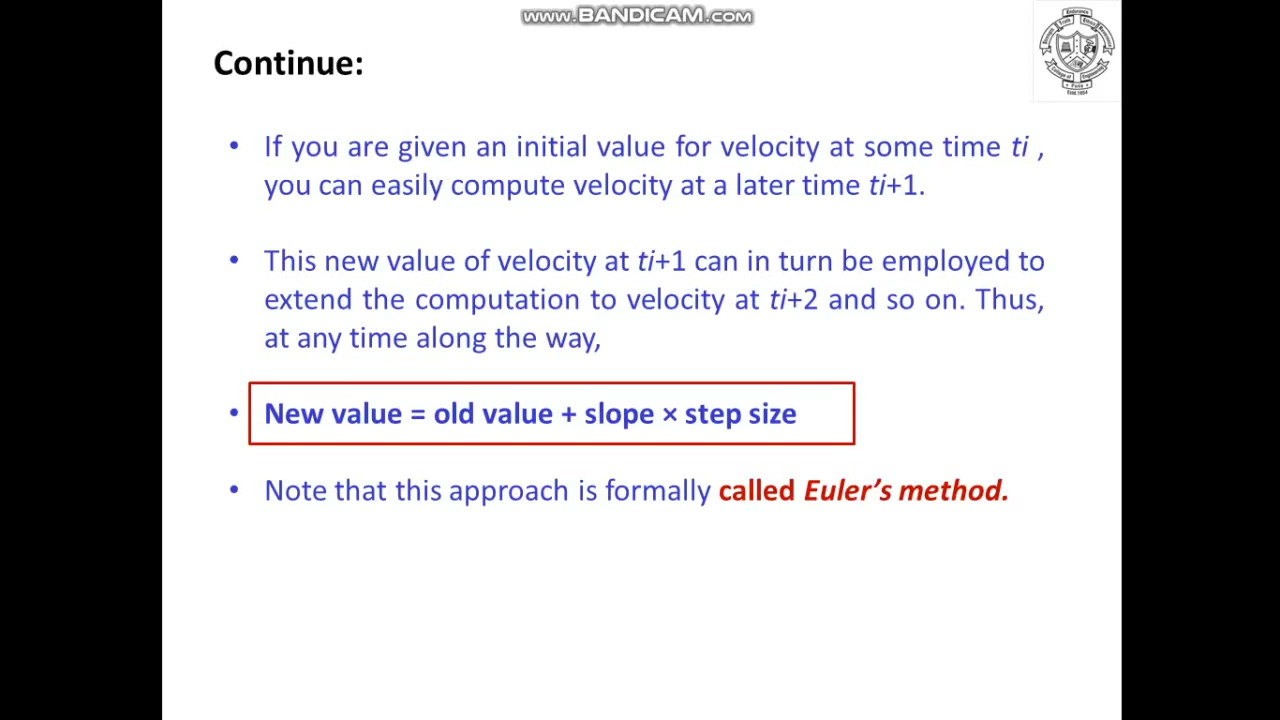 www.BANDICAM.com
Continue:
• If you are given an initial value for velocity at some time ti ,
you can easily compute velocity at a later time ti+1.
• This new value of velocity at ti+1 can in turn be employed to
extend the computation to velocity at ti+2 and so on. Thus,
at any time along the way,
• New value = old value + slope × step size
• Note that this approach is formally called Euler’s method.